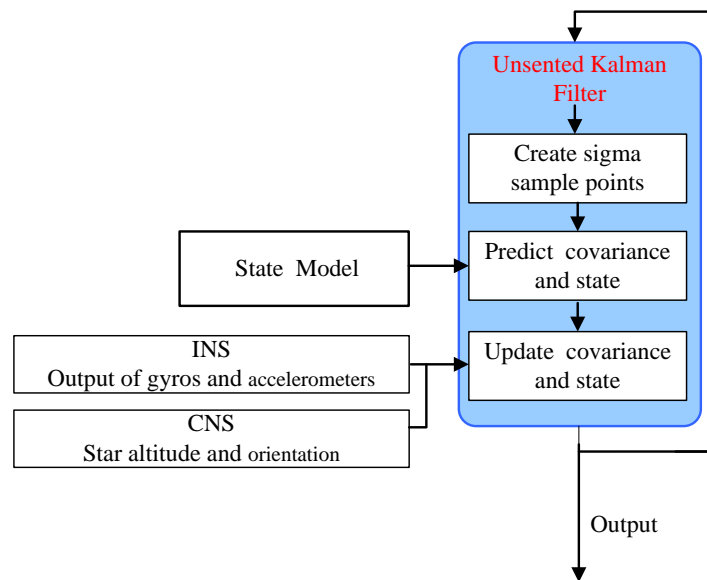 Unsented Kalman
Filter
Create sigma
sample points
State Model
Predict covariance
and state
INS
Output of gyros and accelerometers
Update covariance
and state
CNS
Star altitude and orientation
Output